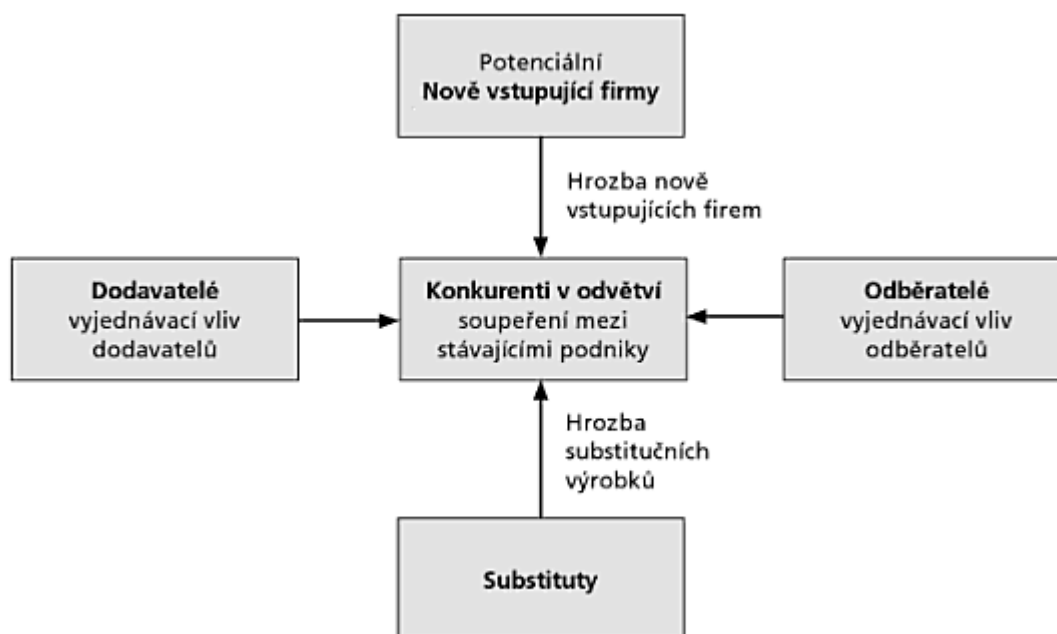 Potenciální
Nově vstupující firmy
Hrozba nově
vstupujících firem
Dodavatelé
vyjednávací vliv
dodavatelů
Konkurenti v odvětví
soupeření mezi
stávajícími podniky
Odběratelé
vyjednávací vliv
odběratelů
Hrozba
substitučních
výrobků
Substituty